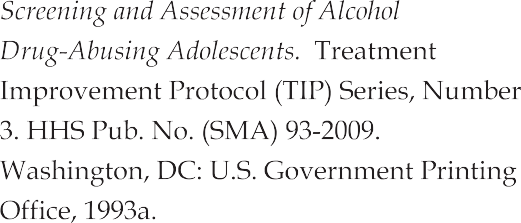 Screening and Assessment of Alcohol
Drug-Abusing Adolescents. Treatment
Improvement Protocol (TIP) Series, Number
3. HHS Pub. No. (SMA) 93-2009.
Washington, DC: U.S. Government Printing
Office, 1993a.